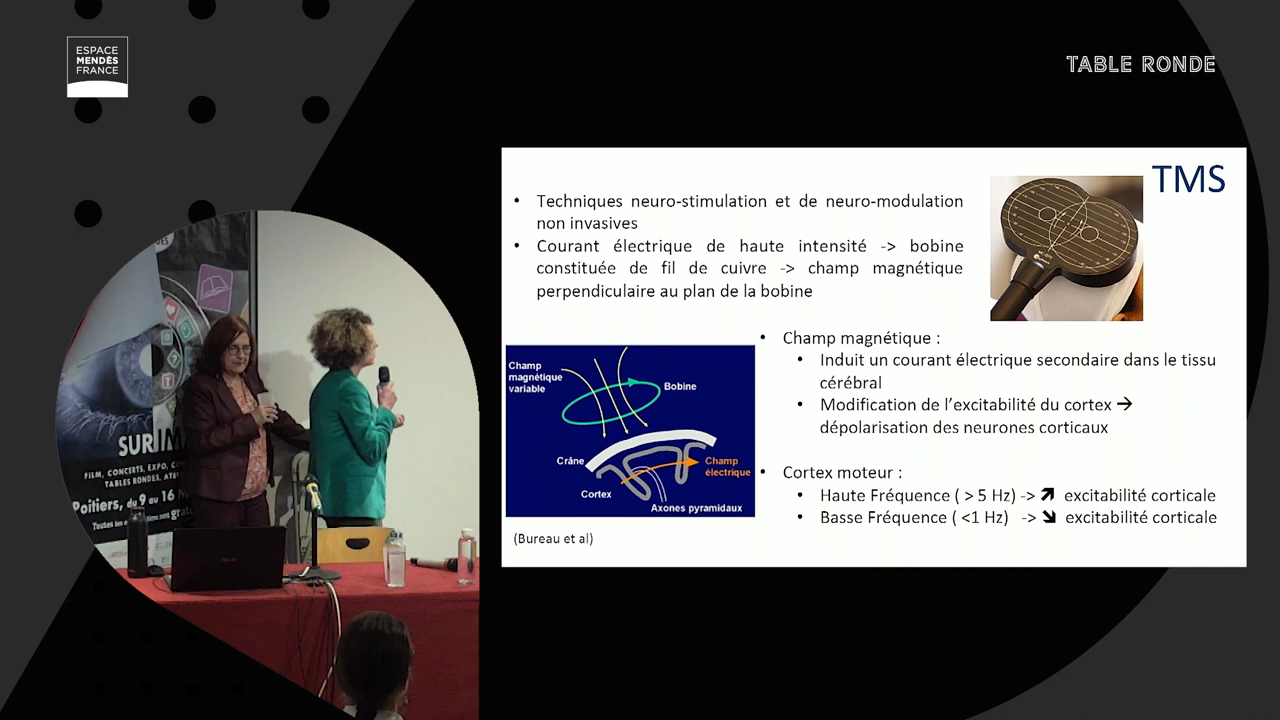 ESPACE
MENDÈS
FRANCE
TABLE RONDE
TMS
• Techniques neuro-stimulation et de neuro-modulation
non invasives
• Courant électrique de haute intensité -> bobine
constituée de fil de cuivre -> champ magnétique
perpendiculaire au plan de la bobine
• Champ magnétique :
• Induit un courant électrique secondaire dans le tissu
cérébral
• Modification de l’excitabilité du cortex →
dépolarisation des neurones corticaux
• Cortex moteur :
• Haute Fréquence ( > 5 Hz) -> 🡽 excitabilité corticale
• Basse Fréquence ( <1 Hz) -> 🡾 excitabilité corticale
Champ
magnétique
variable
Bobine
Crâne
Champ
électrique
Cortex
Axones pyramidaux
(Bureau et al)
SUR
FILM, CONCERTS, EXPO,
TABLES RONDES,
Poitiers, du 9 au 16
Toutes les